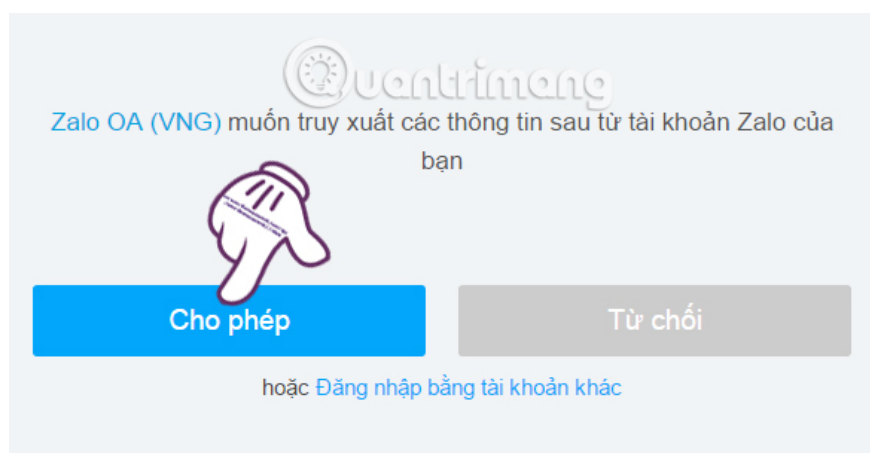 Quantrimang
Zalo OA (VNG) muốn truy xuất các thông tin sau từ tài khoản Zalo của
bạn
Cho phép
Từ chối
hoặc Đăng nhập bằng tài khoản khác